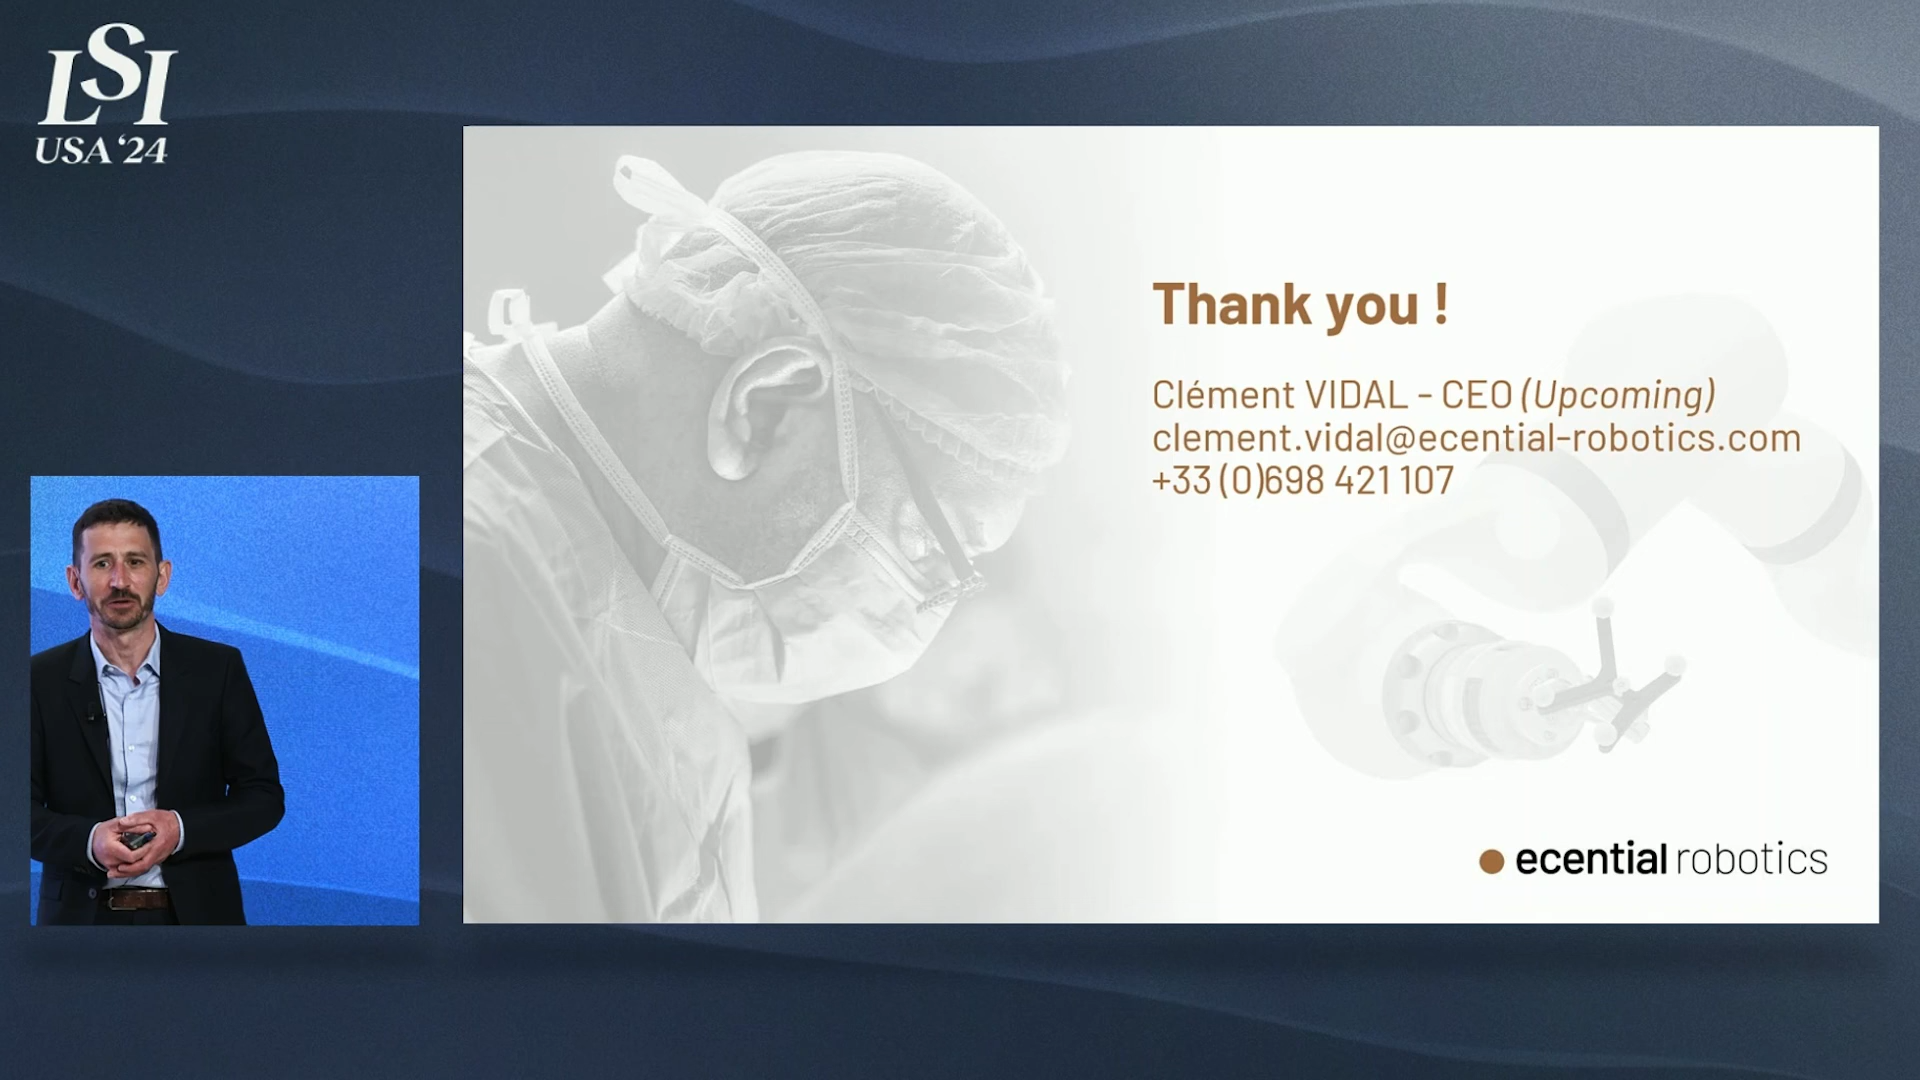 LSI
USA '24
Thank you !
Clément VIDAL - CEO (Upcoming)
clement.vidal@ecential-robotics.com
+33 (0)698 421 107
ecential robotics